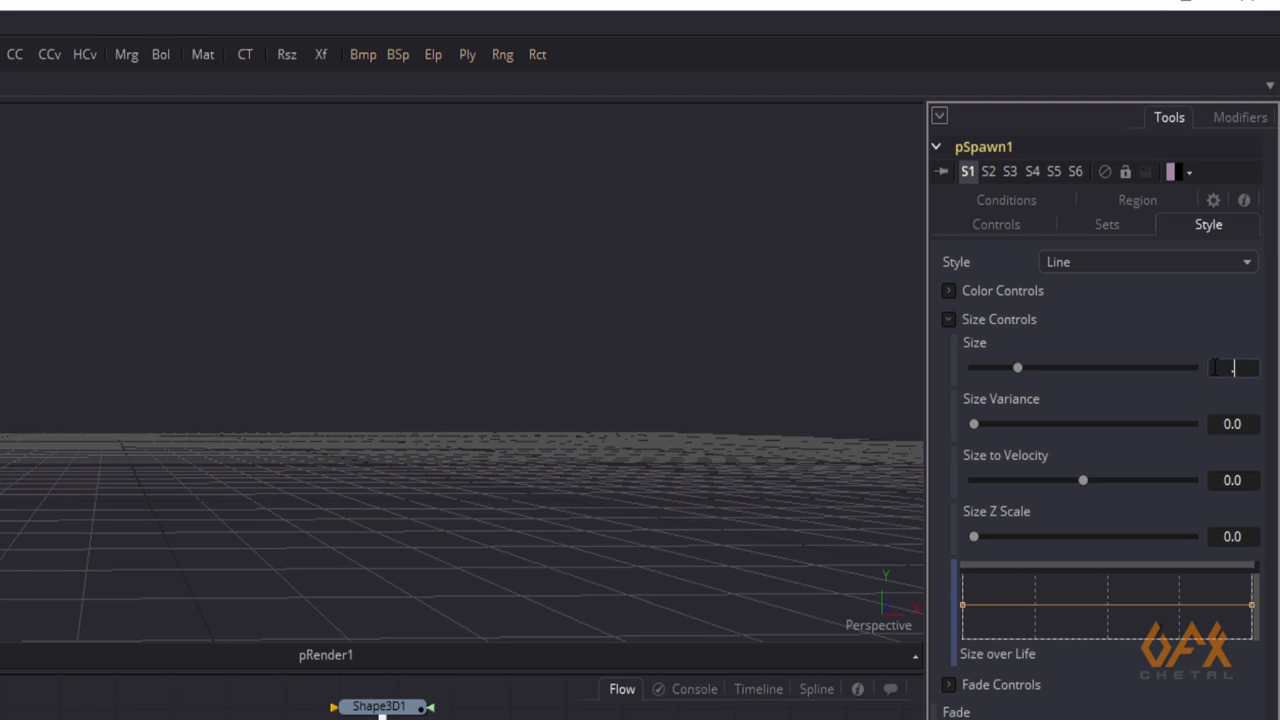 CC CCv HCv Mrg Bol Mat CT Rsz Xf Bmp BSp Elp Ply Rng Rct
Tools Modifiers
pSpawn1
S1 S2 S3 S4 S5 S6
Conditions Region
Controls Sets Style
Style Line
Color Controls
Size Controls
Size
.
Size Variance
0.0
Size to Velocity
0.0
Size Z Scale
0.0
Y
X
Perspective
Size over Life
pRender1
Flow Console Timeline Spline
Fade Controls
Shape3D1
Fade
GFX
CHETAL